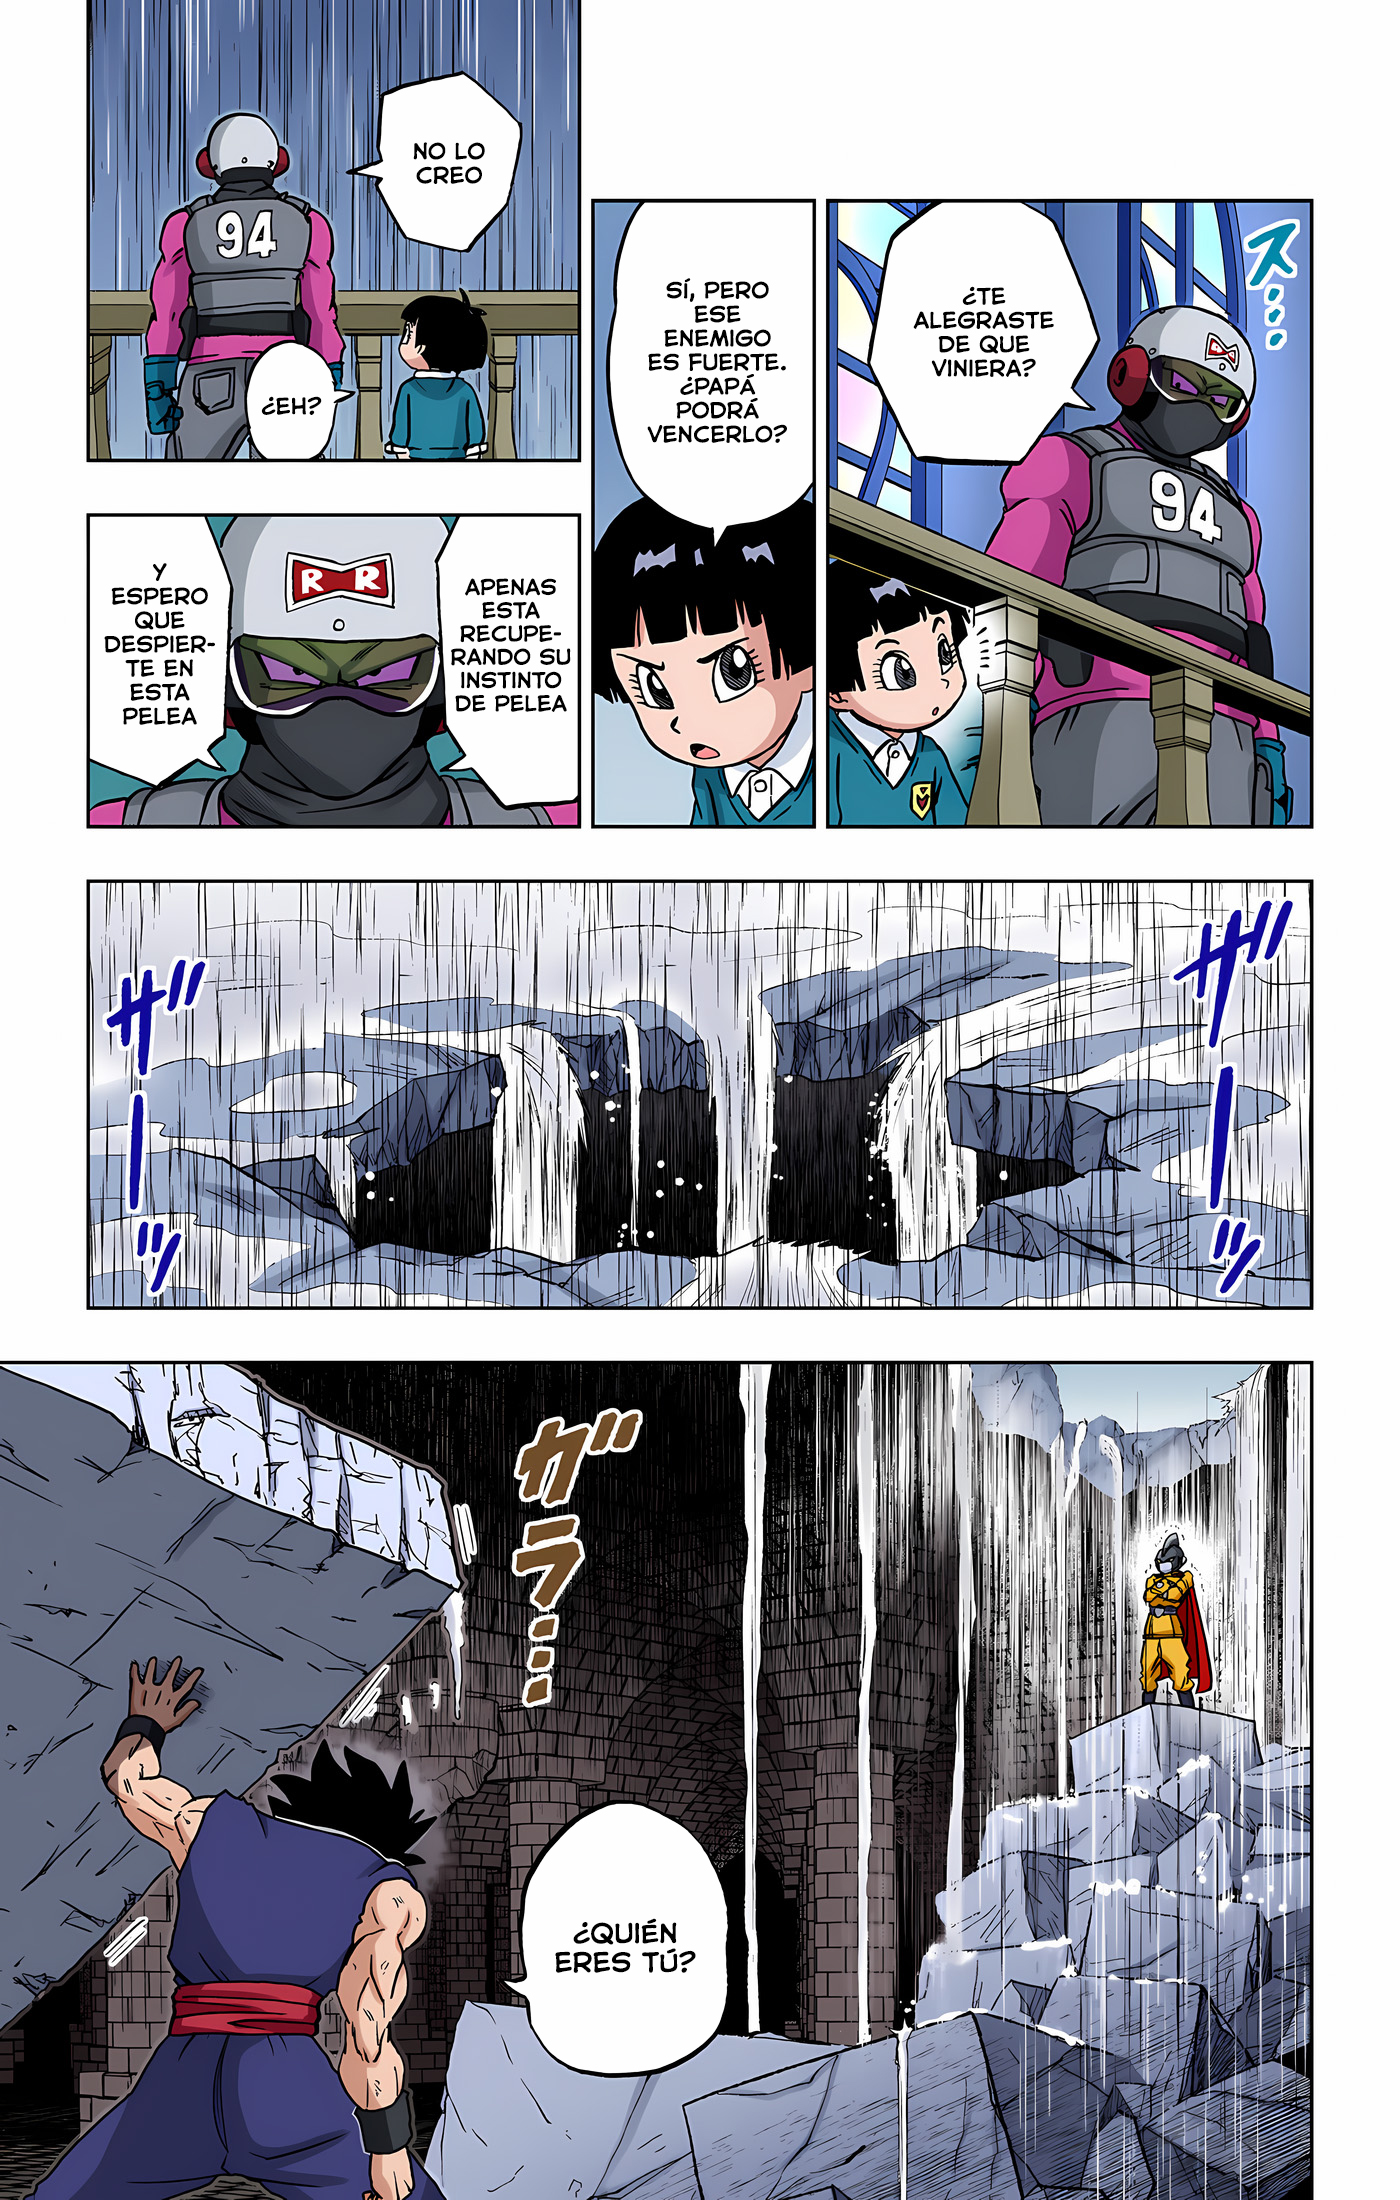 ス…
¿TE
ALEGRASTE
DE QUE
VINIERA?
94
SÍ, PERO
ESE
ENEMIGO
ES FUERTE.
¿PAPÁ
PODRÁ
VENCERLO?
NO LO
CREO
94
¿EH?
APENAS
ESTA
RECUPE-
RANDO SU
INSTINTO
DE PELEA
R R
Y
ESPERO
QUE
DESPIER-
TE EN
ESTA
PELEA
ザーッ
ザーッ
ガラ…
¿QUIÉN
ERES TÚ?